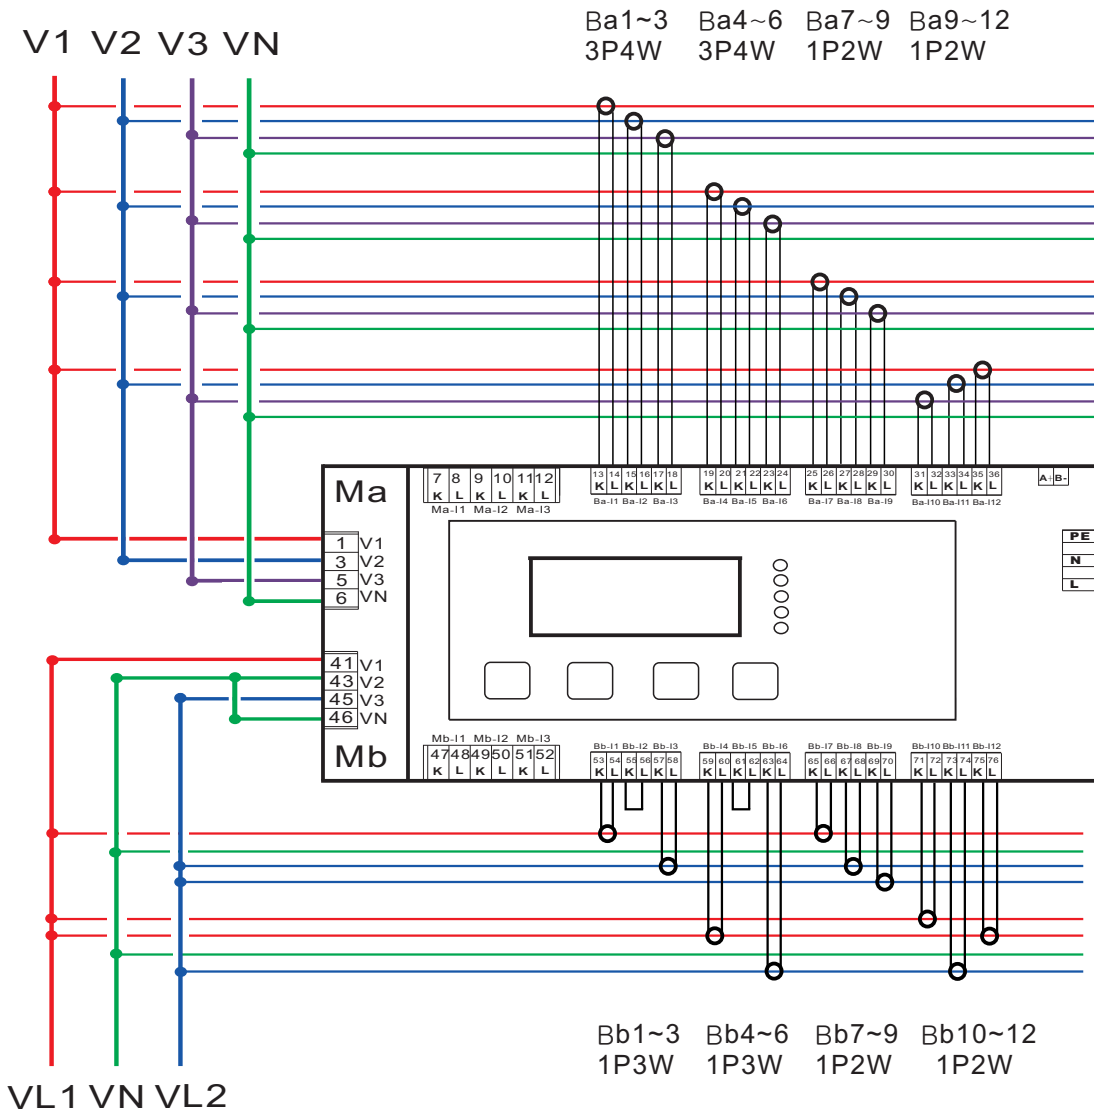 Ba1~3 Ba4~6 Ba7~9 Ba9~12
3P4W 3P4W 1P2W 1P2W
V1 V2 V3 VN
Ma
7 8 9 10 11 12
K L K L K L
Ma-I1 Ma-I2 Ma-I3
13 14 15 16 17 18
K L K L K L
Ba-I1 Ba-I2 Ba-I3
19 20 21 22 23 24
K L K L K L
Ba-I4 Ba-I5 Ba-I6
25 26 27 28 29 30
K L K L K L
Ba-I7 Ba-I8 Ba-I9
31 32 33 34 35 36
K L K L K L
Ba-I10 Ba-I11 Ba-I12
A+ B-
1 V1
3 V2
5 V3
6 VN
PE
N
L
41 V1
43 V2
45 V3
46 VN
Mb
Mb-I1 Mb-I2 Mb-I3
47 48 49 50 51 52
K L K L K L
Bb-I1 Bb-I2 Bb-I3
53 54 55 56 57 58
K L K L K L
Bb-I4 Bb-I5 Bb-I6
59 60 61 62 63 64
K L K L K L
Bb-I7 Bb-I8 Bb-I9
65 66 67 68 69 70
K L K L K L
Bb-I10 Bb-I11 Bb-I12
71 72 73 74 75 76
K L K L K L
Bb1~3 Bb4~6 Bb7~9 Bb10~12
1P3W 1P3W 1P2W 1P2W
VL1 VN VL2